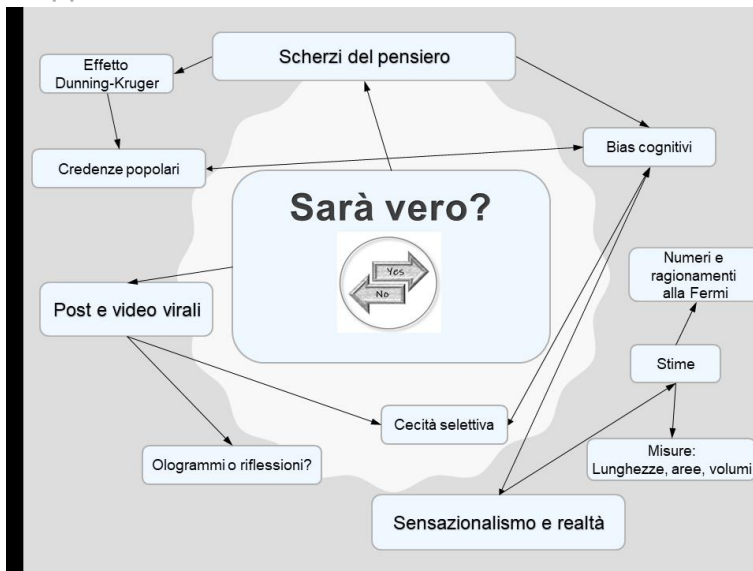 Scherzi del pensiero
Effetto
Dunning-Kruger
Bias cognitivi
Credenze popolari
Sarà vero?
Yes
No
Numeri e
ragionamenti
alla Fermi
Post e video virali
Stime
Cecità selettiva
Ologrammi o riflessioni?
Misure:
Lunghezze, aree, volumi
Sensazionalismo e realtà